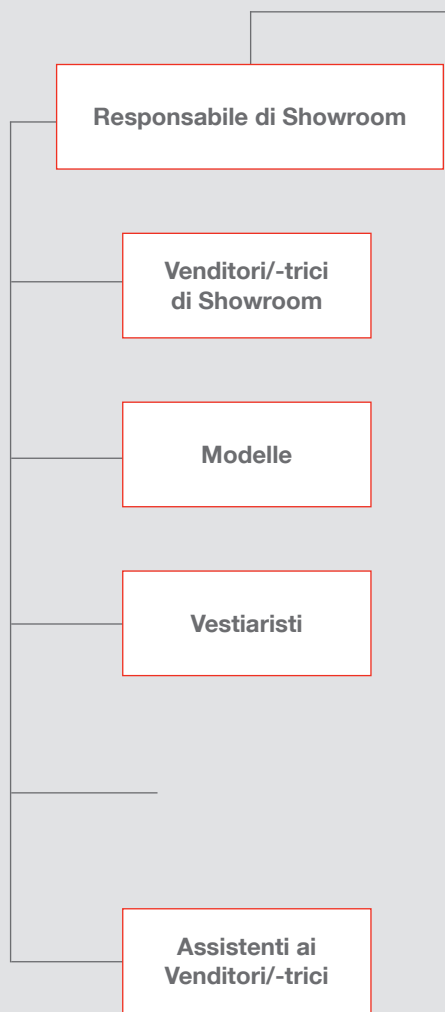 Responsabile di Showroom
Venditori/-trici
di Showroom
Modelle
Vestiaristi
Assistenti ai
Venditori/-trici